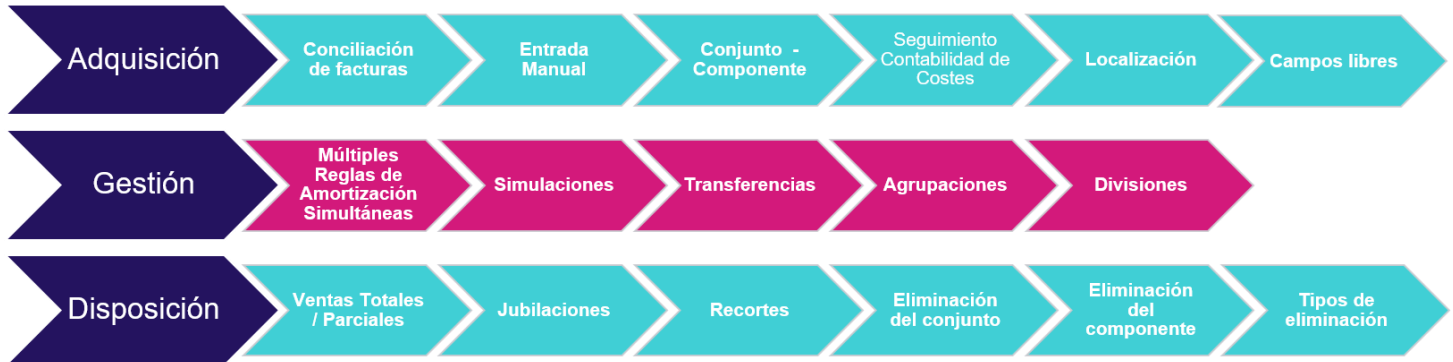 Adquisición
Conciliación
de facturas
Entrada
Manual
Conjunto -
Componente
Seguimiento
Contabilidad de
Costes
Localización
Campos libres
Gestión
Múltiples
Reglas de
Amortización
Simultáneas
Simulaciones
Transferencias
Agrupaciones
Divisiones
Disposición
Ventas Totales
/ Parciales
Jubilaciones
Recortes
Eliminación
del conjunto
Eliminación
del
componente
Tipos de
eliminación